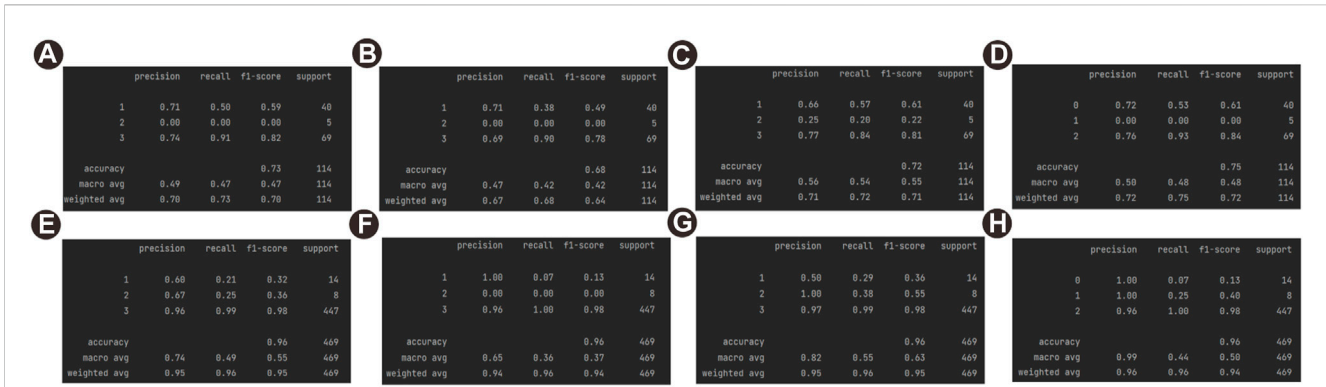 A
precision recall f1-score support
1 0.71 0.50 0.59 40
2 0.00 0.00 0.00 5
3 0.74 0.91 0.82 69
accuracy 0.73 114
macro avg 0.49 0.47 0.47 114
weighted avg 0.70 0.73 0.70 114
B
precision recall f1-score support
1 0.71 0.38 0.49 40
2 0.00 0.00 0.00 5
3 0.69 0.90 0.78 69
accuracy 0.68 114
macro avg 0.47 0.42 0.42 114
weighted avg 0.67 0.68 0.64 114
C
precision recall f1-score support
1 0.66 0.57 0.61 40
2 0.25 0.20 0.22 5
3 0.77 0.84 0.81 69
accuracy 0.72 114
macro avg 0.56 0.54 0.55 114
weighted avg 0.71 0.72 0.71 114
D
precision recall f1-score support
0 0.72 0.53 0.61 40
1 0.00 0.00 0.00 5
2 0.76 0.93 0.84 69
accuracy 0.75 114
macro avg 0.50 0.48 0.48 114
weighted avg 0.72 0.75 0.72 114
E
precision recall f1-score support
1 0.60 0.21 0.32 14
2 0.67 0.25 0.36 8
3 0.96 0.99 0.98 447
accuracy 0.96 469
macro avg 0.74 0.49 0.55 469
weighted avg 0.95 0.96 0.95 469
F
precision recall f1-score support
1 1.00 0.07 0.13 14
2 0.00 0.00 0.00 8
3 0.96 1.00 0.98 447
accuracy 0.96 469
macro avg 0.65 0.36 0.37 469
weighted avg 0.94 0.96 0.94 469
G
precision recall f1-score support
1 0.50 0.29 0.36 14
2 1.00 0.38 0.55 8
3 0.97 0.99 0.98 447
accuracy 0.96 469
macro avg 0.82 0.55 0.63 469
weighted avg 0.95 0.96 0.95 469
H
precision recall f1-score support
0 1.00 0.07 0.13 14
1 1.00 0.25 0.40 8
2 0.96 1.00 0.98 447
accuracy 0.96 469
macro avg 0.99 0.44 0.50 469
weighted avg 0.96 0.96 0.94 469